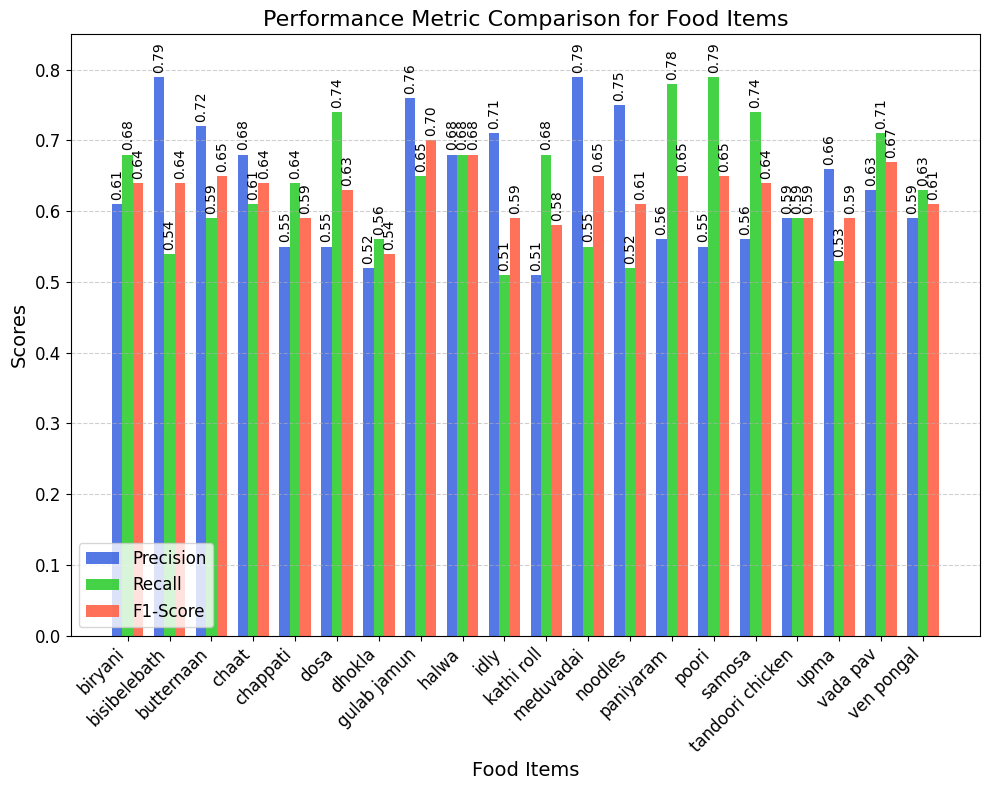 Performance Metric Comparison for Food Items
Scores
0.8
0.7
0.6
0.5
0.4
0.3
0.2
0.1
0.0
0.61
0.68
0.64
0.79
0.54
0.64
0.72
0.59
0.65
0.68
0.61
0.64
0.55
0.64
0.59
0.55
0.74
0.63
0.52
0.56
0.54
0.76
0.65
0.70
0.68
0.68
0.68
0.71
0.51
0.59
0.51
0.68
0.58
0.79
0.55
0.65
0.75
0.52
0.61
0.56
0.78
0.65
0.55
0.79
0.65
0.56
0.74
0.64
0.59
0.59
0.59
0.66
0.53
0.59
0.63
0.71
0.67
0.59
0.63
0.61
Precision
Recall
F1-Score
biryani
bisibelebath
butternaan
chaat
chappati
dosa
dhokla
gulab jamun
halwa
idly
kathi roll
meduvadai
noodles
paniyaram
poori
samosa
tandoori chicken
upma
vada pav
ven pongal
Food Items